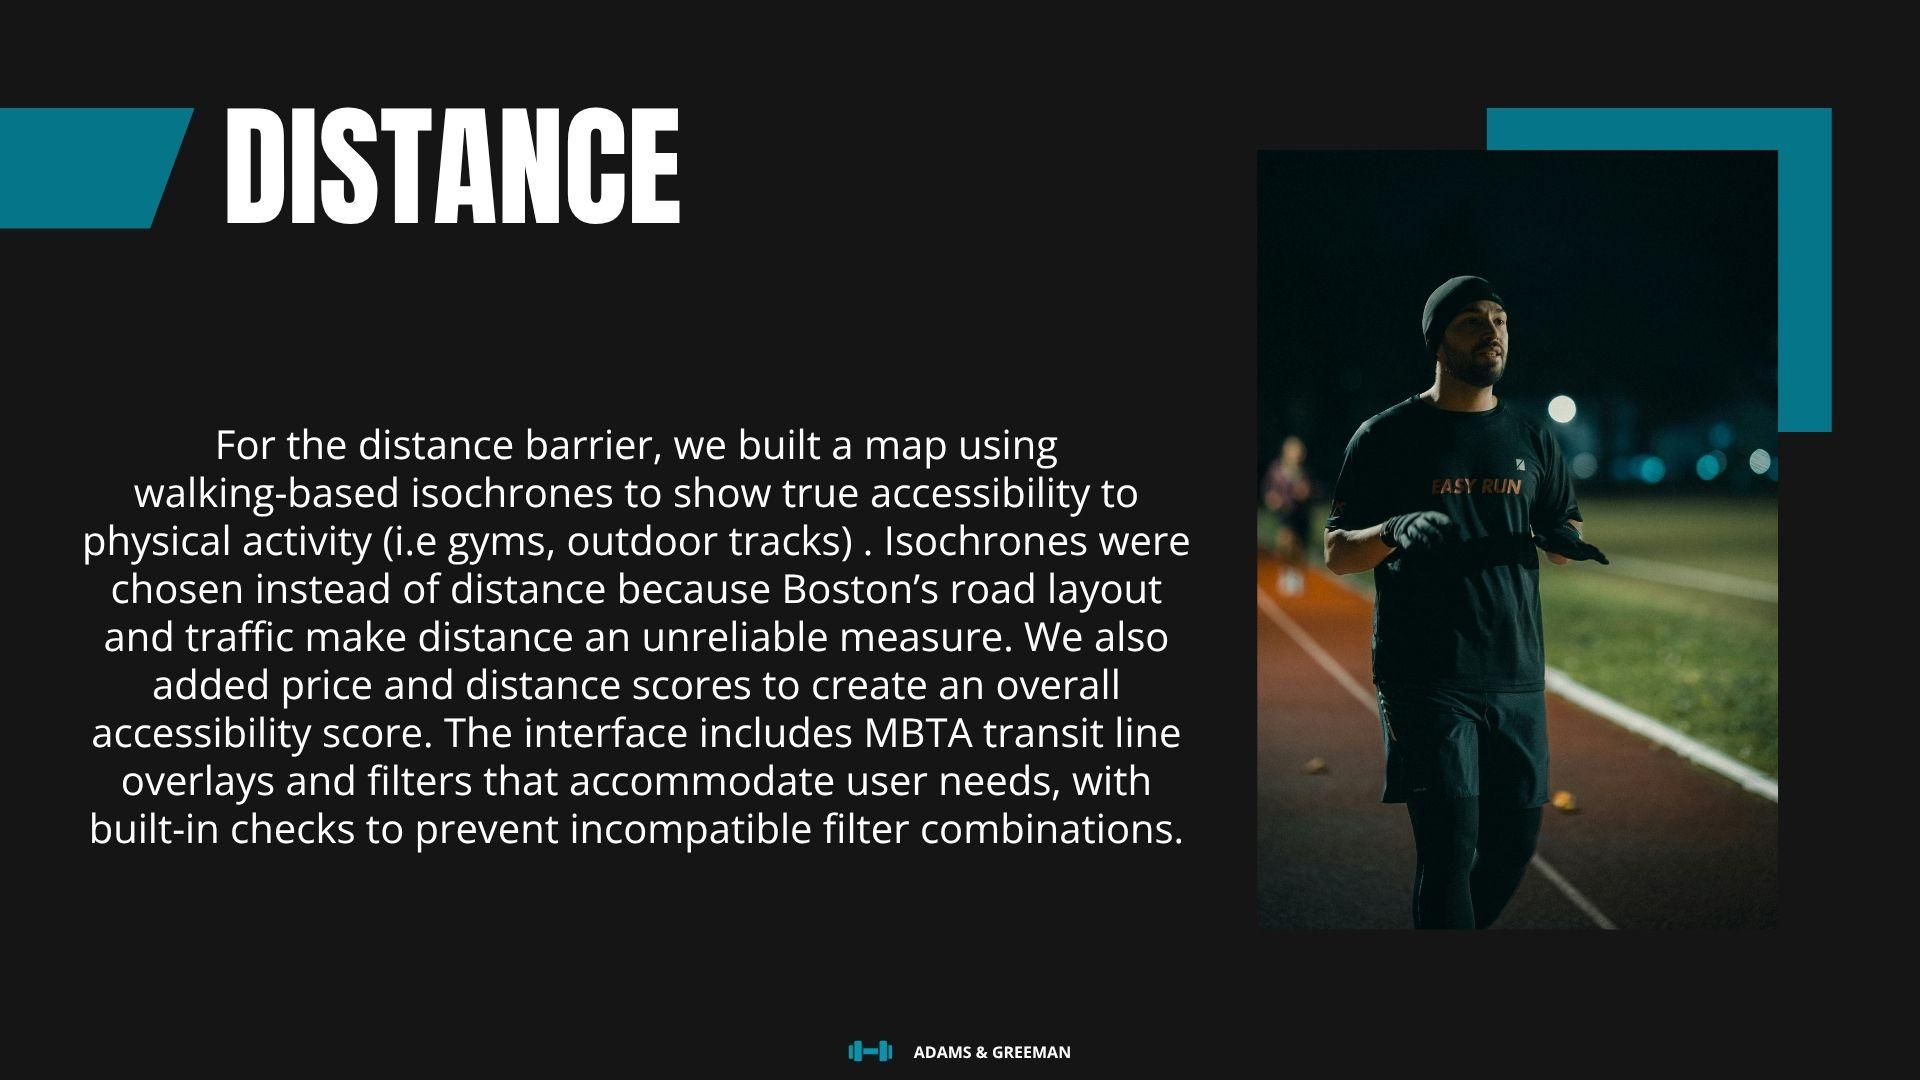 DISTANCE
For the distance barrier, we built a map using
walking-based isochrones to show true accessibility to
physical activity (i.e gyms, outdoor tracks) . Isochrones were
chosen instead of distance because Boston’s road layout
and traffic make distance an unreliable measure. We also
added price and distance scores to create an overall
accessibility score. The interface includes MBTA transit line
overlays and filters that accommodate user needs, with
built-in checks to prevent incompatible filter combinations.
EASY RUN
ADAMS & GREEMAN